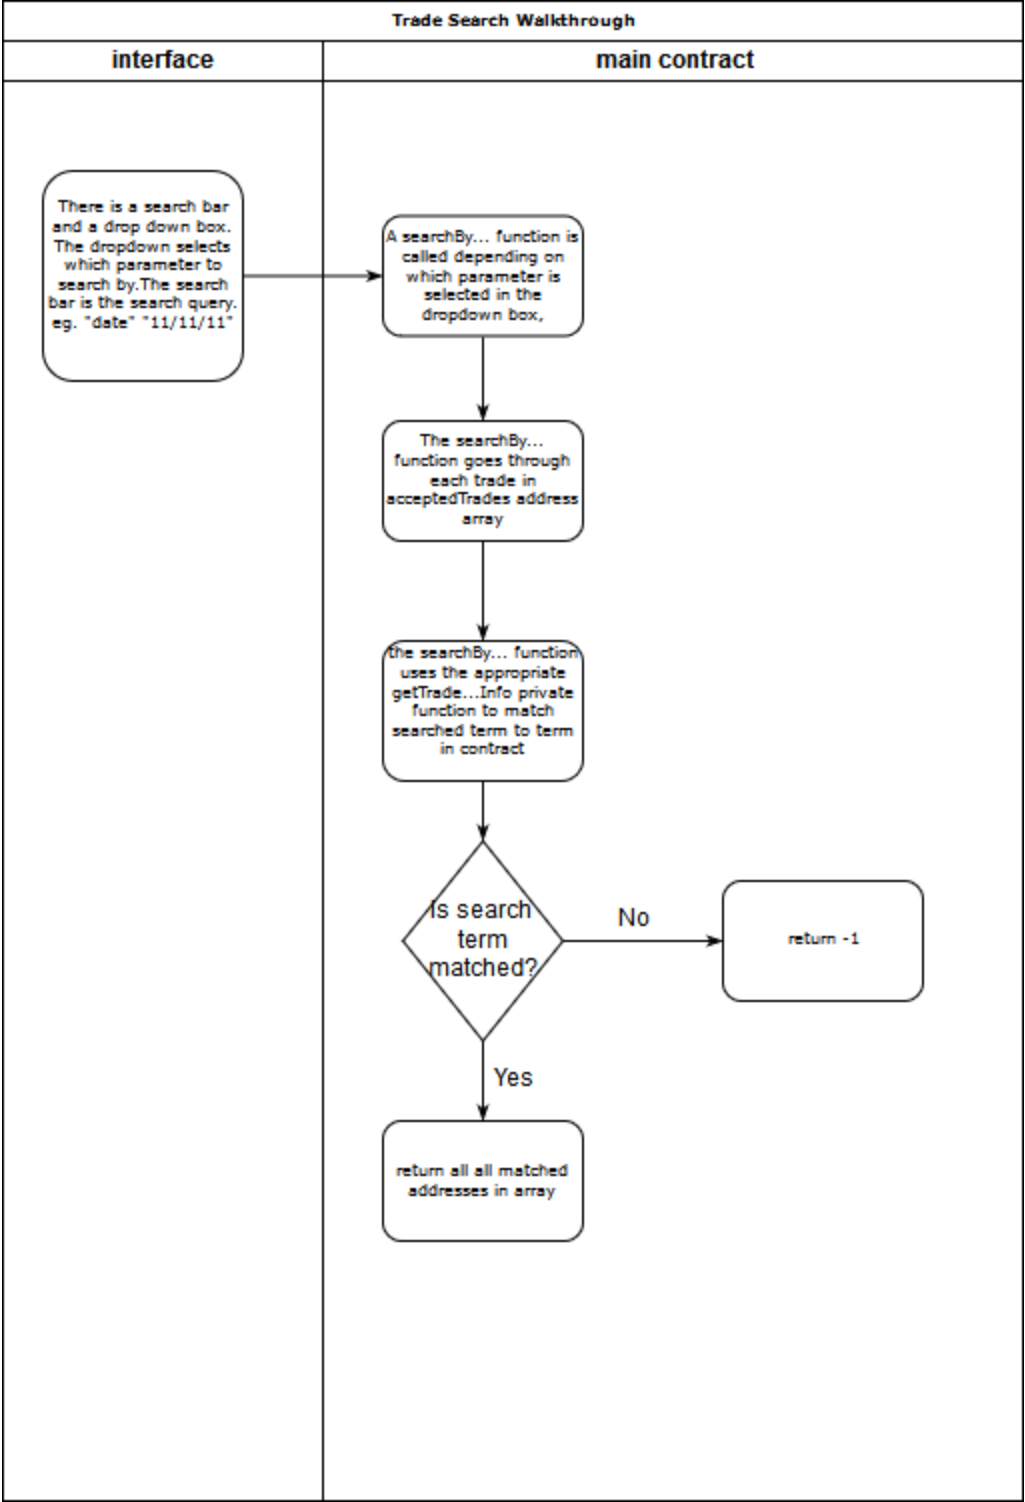 Trade Search Walkthrough
interface
main contract
There is a search bar
and a drop down box.
The dropdown selects
which parameter to
search by.The search
bar is the search query.
eg. "date" "11/11/11"
A searchBy... function is
called depending on
which parameter is
selected in the
dropdown box,
The searchBy...
function goes through
each trade in
acceptedTrades address
array
the searchBy... function
uses the appropriate
getTrade...Info private
function to match
searched term to term
in contract
Is search
term
matched?
No
return -1
Yes
return all all matched
addresses in array